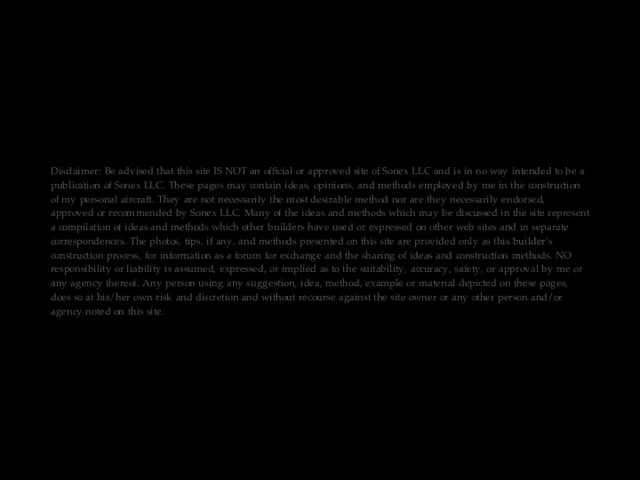 Disclaimer: Be advised that this site IS NOT an official or approved site of Sonex LLC and is in no way intended to be a
publication of Sonex LLC. These pages may contain ideas, opinions, and methods employed by me in the construction
of my personal aircraft. They are not necessarily the most desirable method nor are they necessarily endorsed,
approved or recommended by Sonex LLC. Many of the ideas and methods which may be discussed in the site represent
a compilation of ideas and methods which other builders have used or expressed on other web sites and in separate
correspondences. The photos, tips, if any, and methods presented on this site are provided only as this builder's
construction process, for information as a forum for exchange and the sharing of ideas and construction methods. NO
responsibility or liability is assumed, expressed, or implied as to the suitability, accuracy, safety, or approval by me or
any agency thereof. Any person using any suggestion, idea, method, example or material depicted on these pages,
does so at his/her own risk and discretion and without recourse against the site owner or any other person and/or
agency noted on this site.